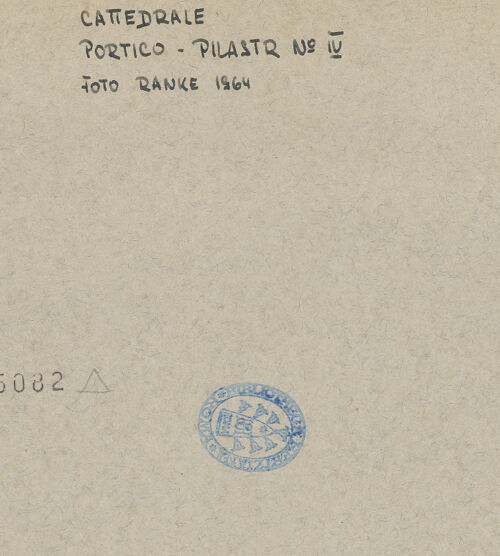 CATTEDRALE
PORTICO - PILASTR Nº IV
FOTO RANKE 1964
5082